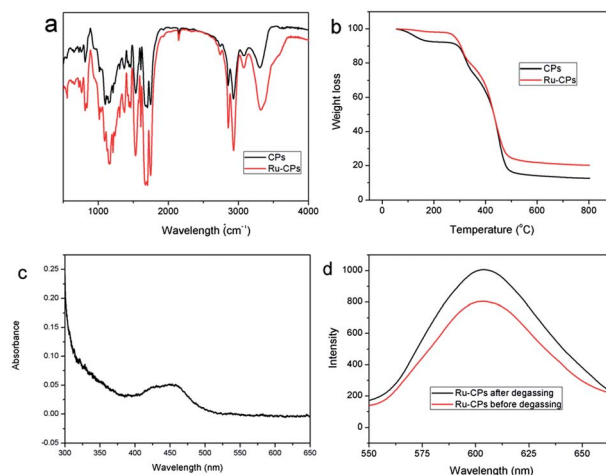 a
CPs
Ru-CPs
1000 2000 3000 4000
Wavelength (cm⁻¹)
b
Weight loss
100
80
60
40
20
0
CPs
Ru-CPs
0 200 400 600 800
Temperature (°C)
c
Absorbance
0.25
0.20
0.15
0.10
0.05
0.00
-0.05
300 350 400 450 500 550 600 650
Wavelength (nm)
d
Intensity
1000
800
600
400
200
0
Ru-CPs after degassing
Ru-CPs before degassing
550 575 600 625 650
Wavelength (nm)